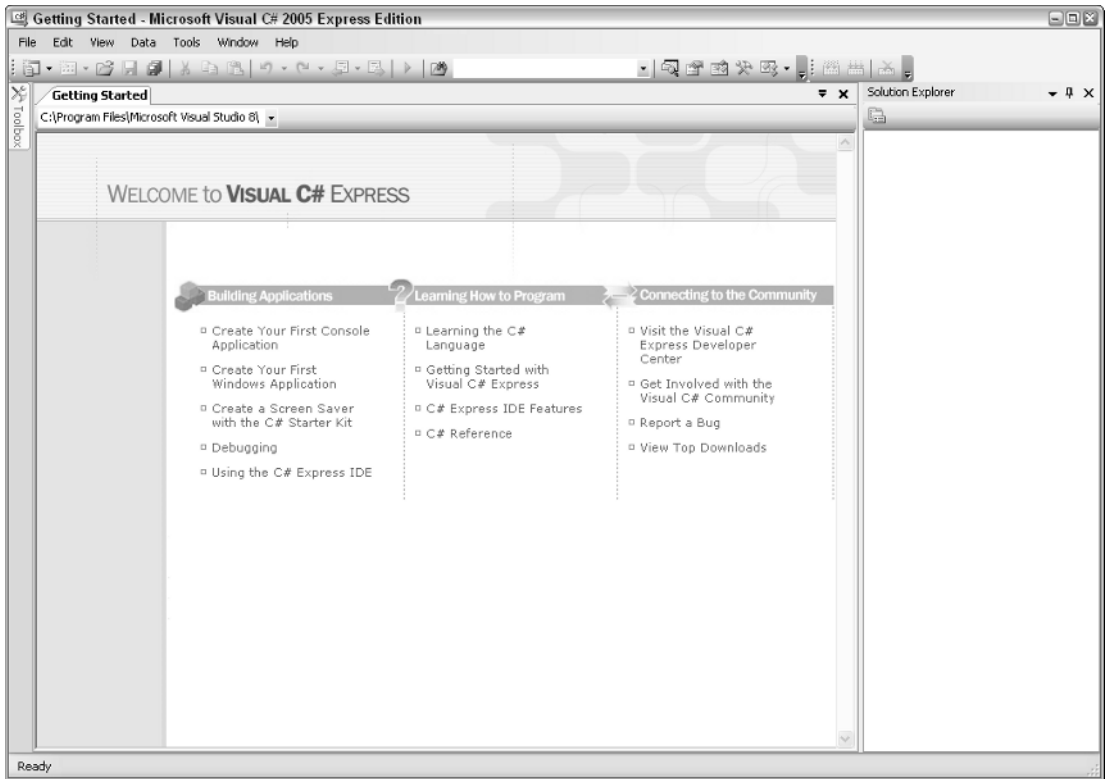 Getting Started - Microsoft Visual C# 2005 Express Edition
File Edit View Data Tools Window Help
Toolbox
Getting Started
C:\Program Files\Microsoft Visual Studio 8\
Solution Explorer
WELCOME to VISUAL C# EXPRESS
Building Applications
Create Your First Console
Application
Create Your First
Windows Application
Create a Screen Saver
with the C# Starter Kit
Debugging
Using the C# Express IDE
Learning How to Program
Learning the C#
Language
Getting Started with
Visual C# Express
C# Express IDE Features
C# Reference
Connecting to the Community
Visit the Visual C#
Express Developer
Center
Get Involved with the
Visual C# Community
Report a Bug
View Top Downloads
Ready